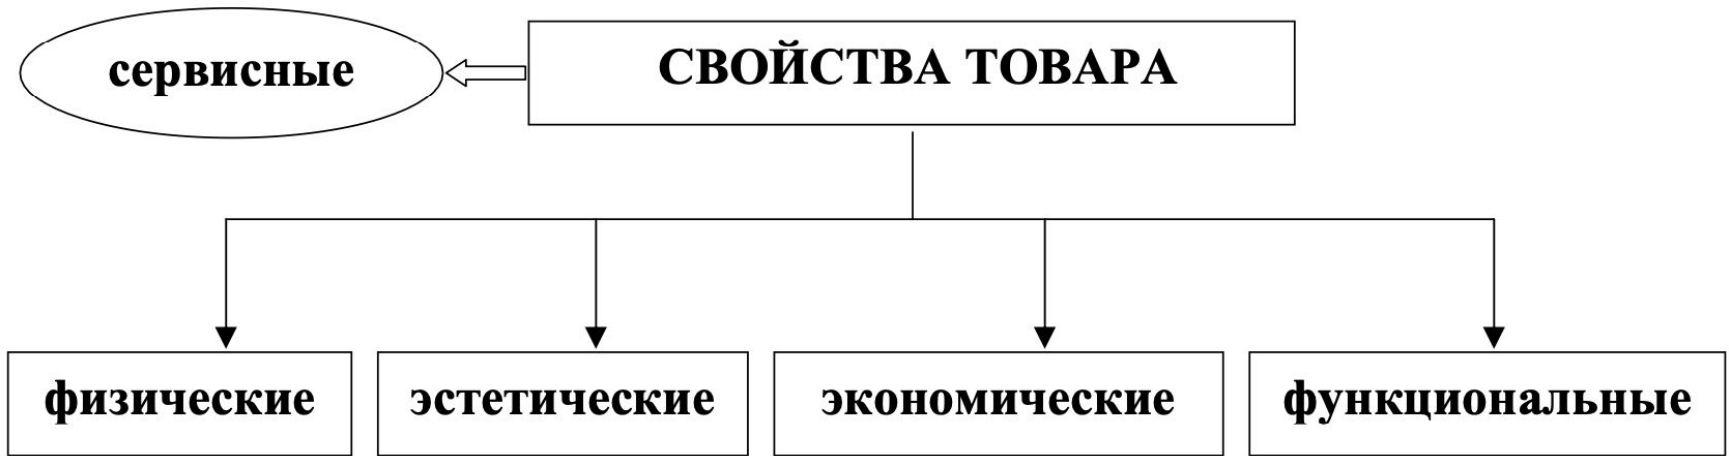 сервисные
СВОЙСТВА ТОВАРА
физические
эстетические
экономические
функциональные